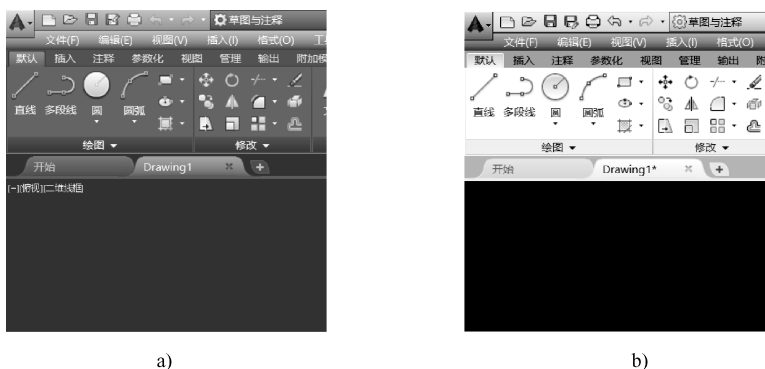 草图与注释
文件(F) 编辑(E) 视图(V) 插入(I) 格式(O)
默认 插入 注释 参数化 视图 管理 输出 附加模
直线 多段线 圆 圆弧
绘图 修改
开始 Drawing1
[−][俯视][二维线框]
a)
草图与注释
文件(F) 编辑(E) 视图(V) 插入(I) 格式(O)
默认 插入 注释 参数化 视图 管理 输出
直线 多段线 圆 圆弧
绘图 修改
开始 Drawing1*
b)